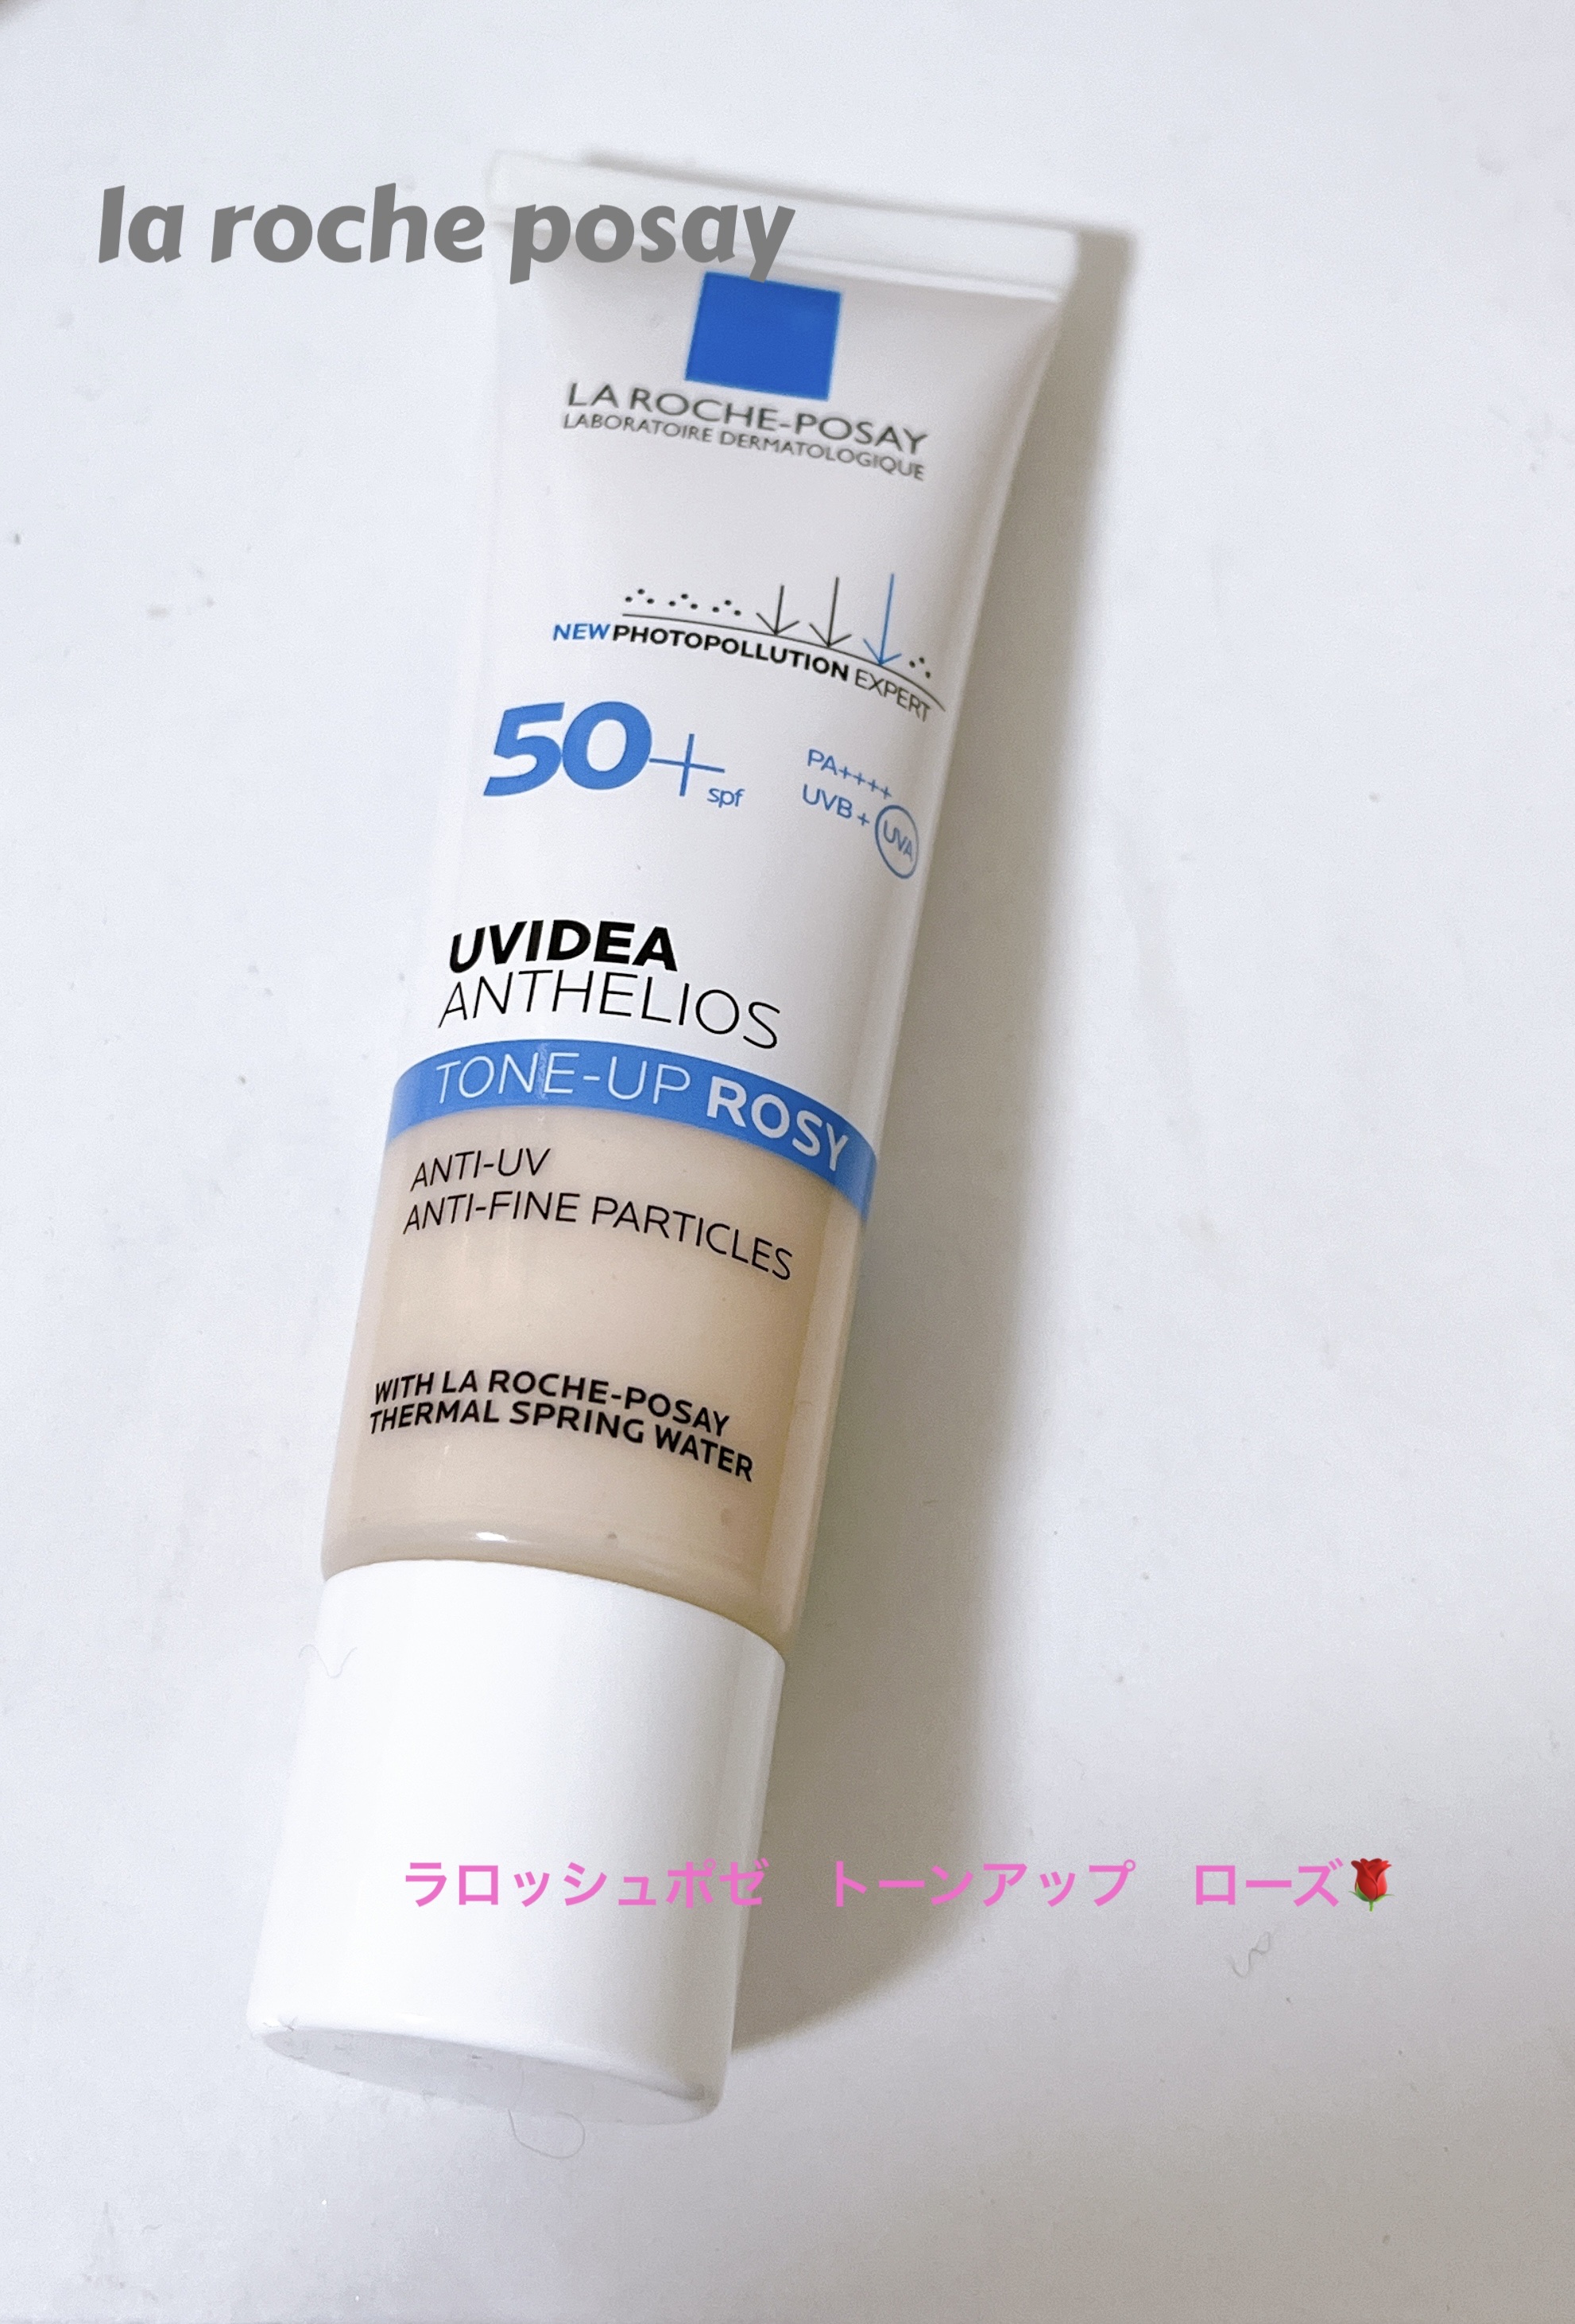 la roche posay
LA ROCHE-POSAY
LABORATOIRE DERMATOLOGIQUE
NEW PHOTOPOLLUTION EXPERT
50+ spf
PA++++
UVB + UVA
UVIDEA
ANTHELIOS
TONE-UP ROSY
ANTI-UV
ANTI-FINE PARTICLES
WITH LA ROCHE-POSAY
THERMAL SPRING WATER
ラロッシュポゼ　トーンアップ　ローズ🌹